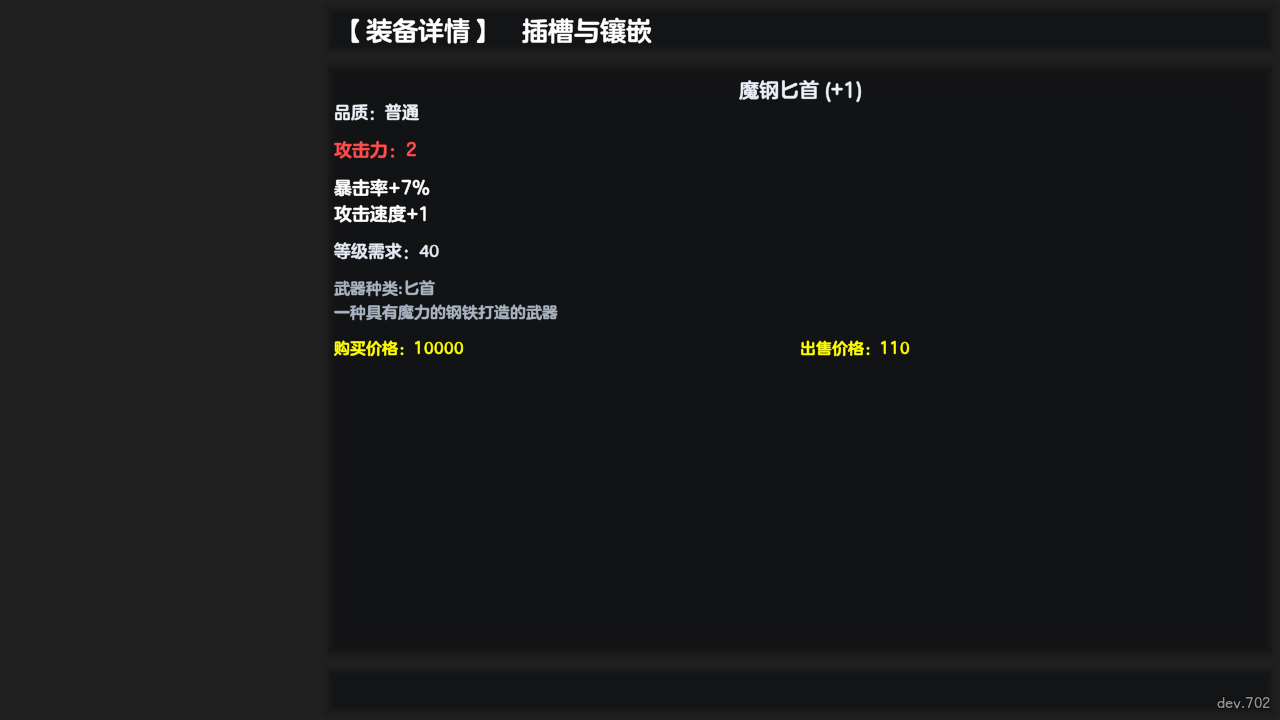 【装备详情】 插槽与镶嵌
魔钢匕首 (+1)
品质：普通
攻击力：2
暴击率+7%
攻击速度+1
等级需求：40
武器种类:匕首
一种具有魔力的钢铁打造的武器
购买价格：10000 出售价格：110
dev.702